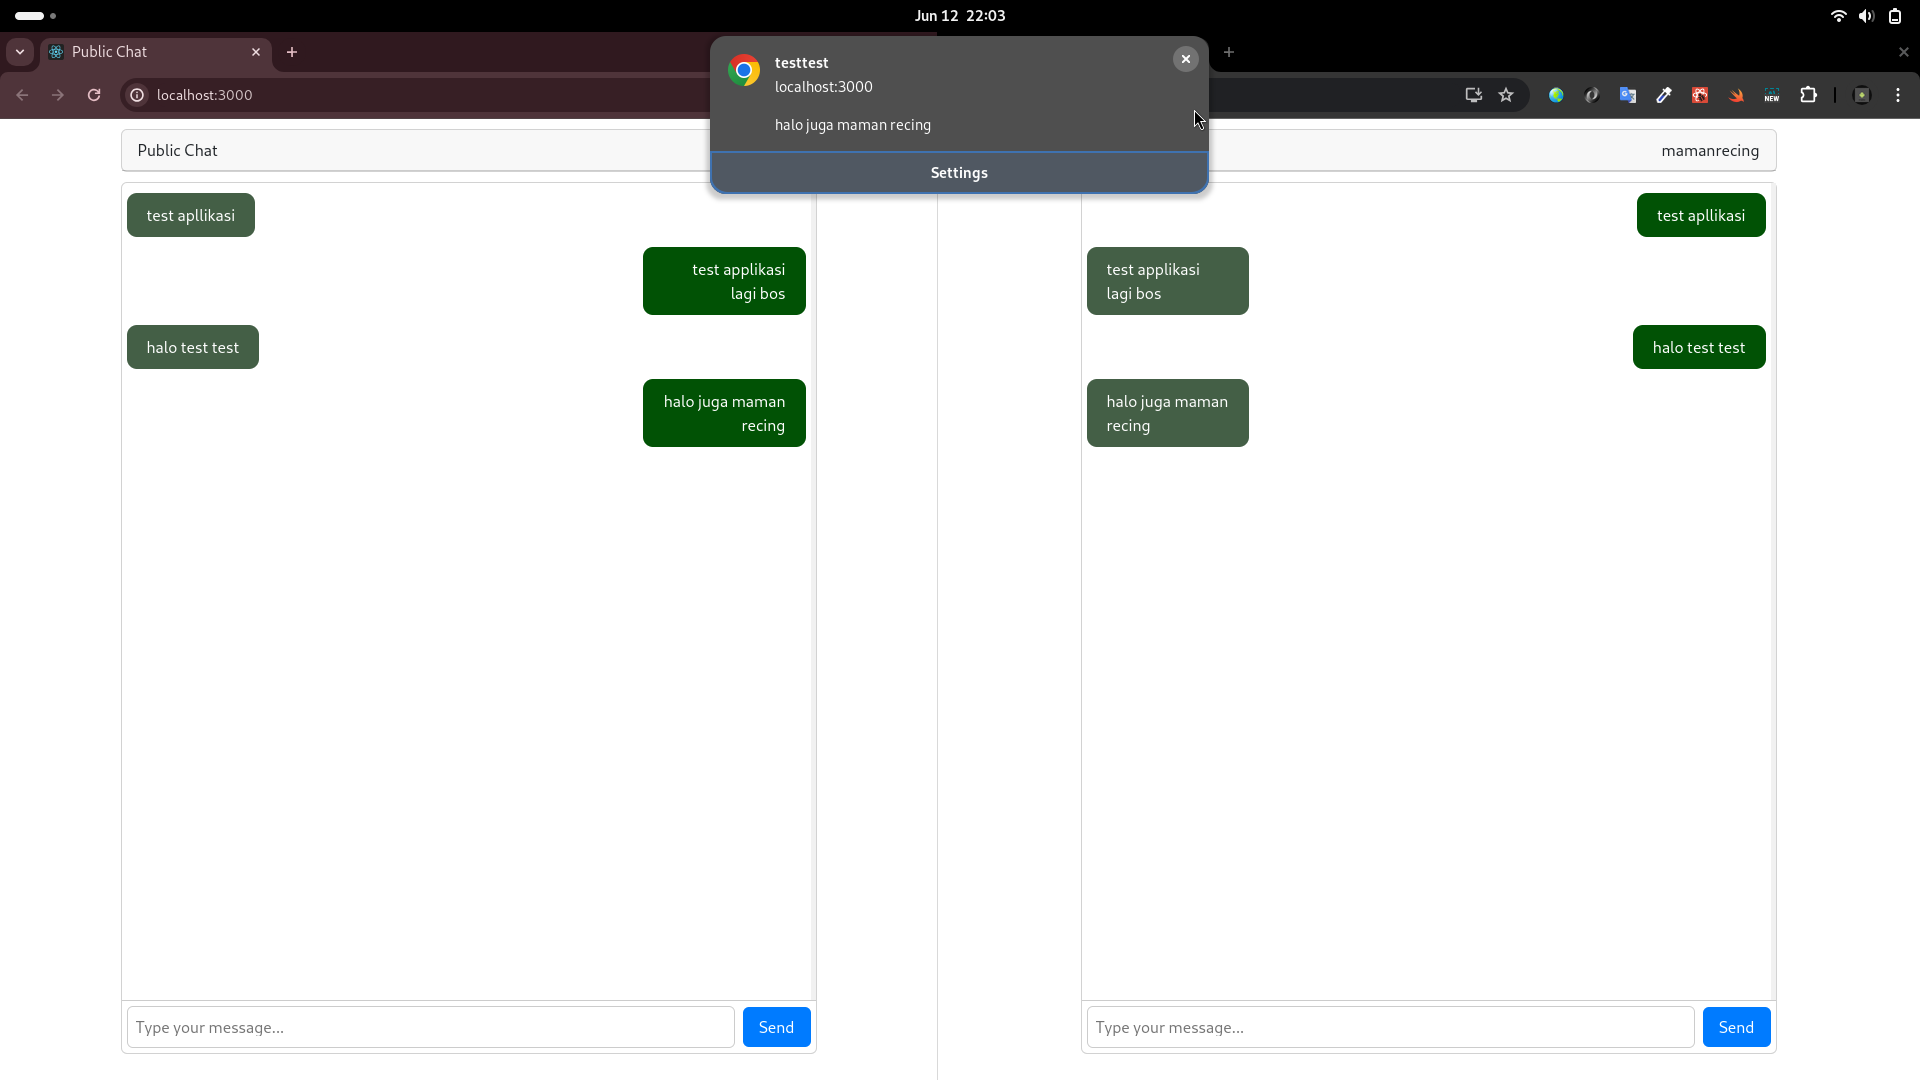 Jun 12 22:03
Public Chat
localhost:3000
testtest
localhost:3000
halo juga maman recing
Settings
NEW
Public Chat
mamanrecing
test apllikasi
test applikasi
lagi bos
halo test test
halo juga maman
recing
Type your message...
Send
test apllikasi
test applikasi
lagi bos
halo test test
halo juga maman
recing
Type your message...
Send